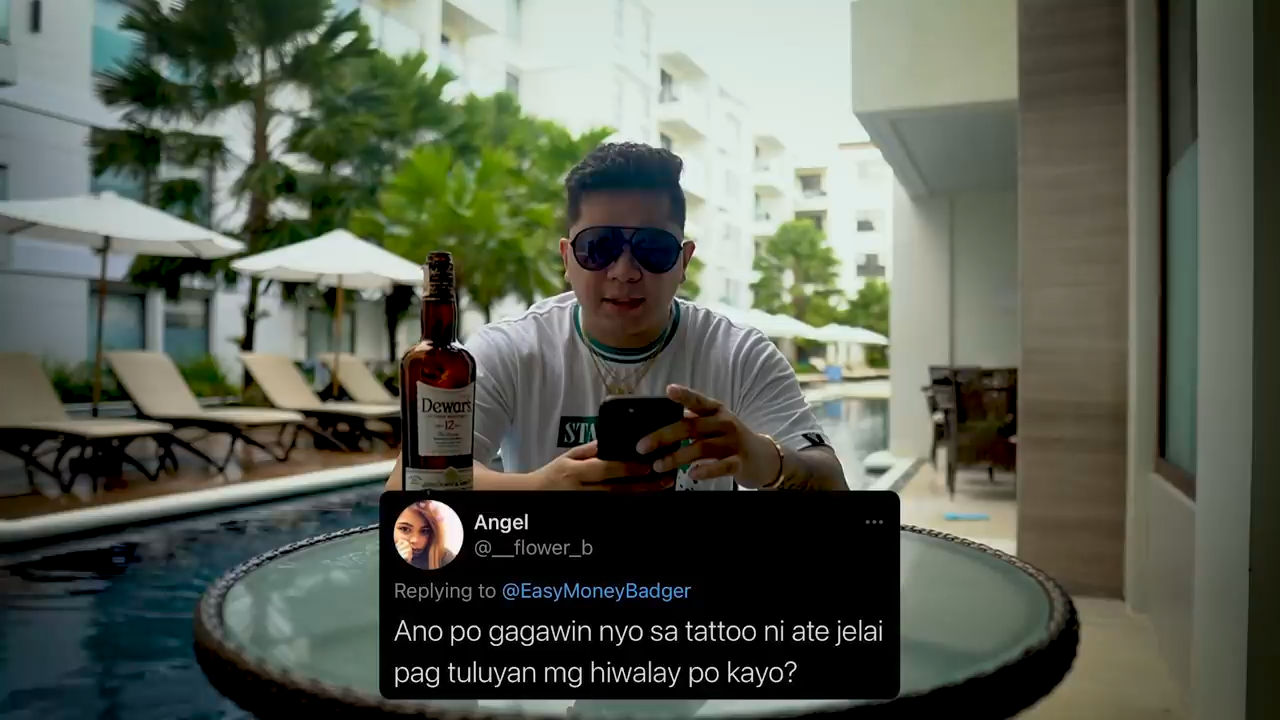 Dewar's
12
STA
Angel
@__flower_b
Replying to @EasyMoneyBadger
Ano po gagawin nyo sa tattoo ni ate jelai
pag tuluyan mg hiwalay po kayo?